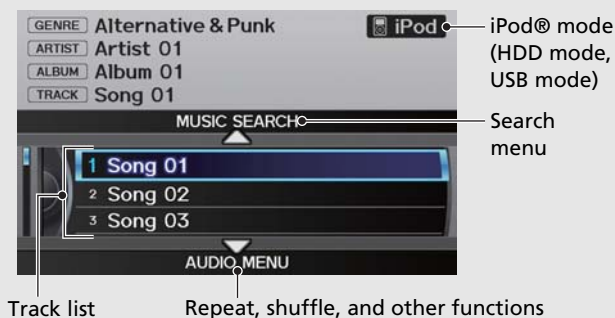 GENRE Alternative & Punk
iPod
ARTIST Artist 01
ALBUM Album 01
TRACK Song 01
iPod® mode
(HDD mode,
USB mode)
MUSIC SEARCH
Search
menu
1 Song 01
2 Song 02
3 Song 03
AUDIO MENU
Track list
Repeat, shuffle, and other functions